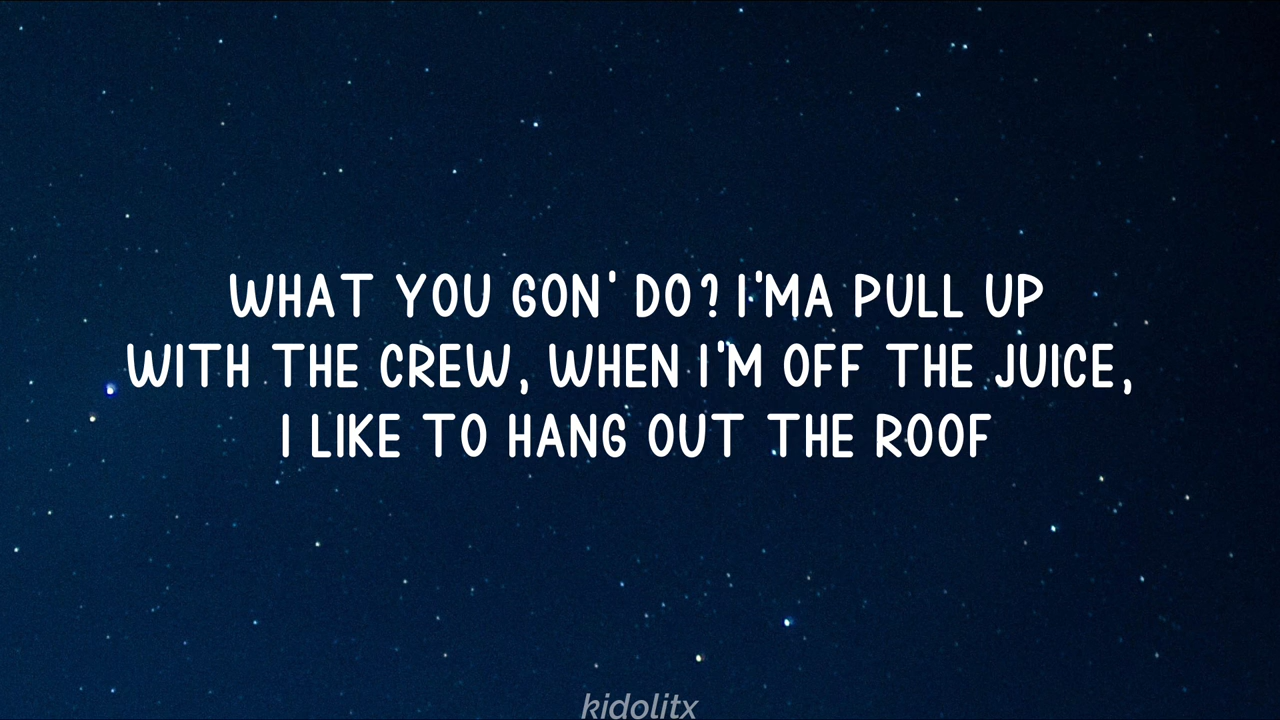 WHAT YOU GON' DO? I'MA PULL UP
WITH THE CREW, WHEN I'M OFF THE JUICE,
I LIKE TO HANG OUT THE ROOF
kidolitx